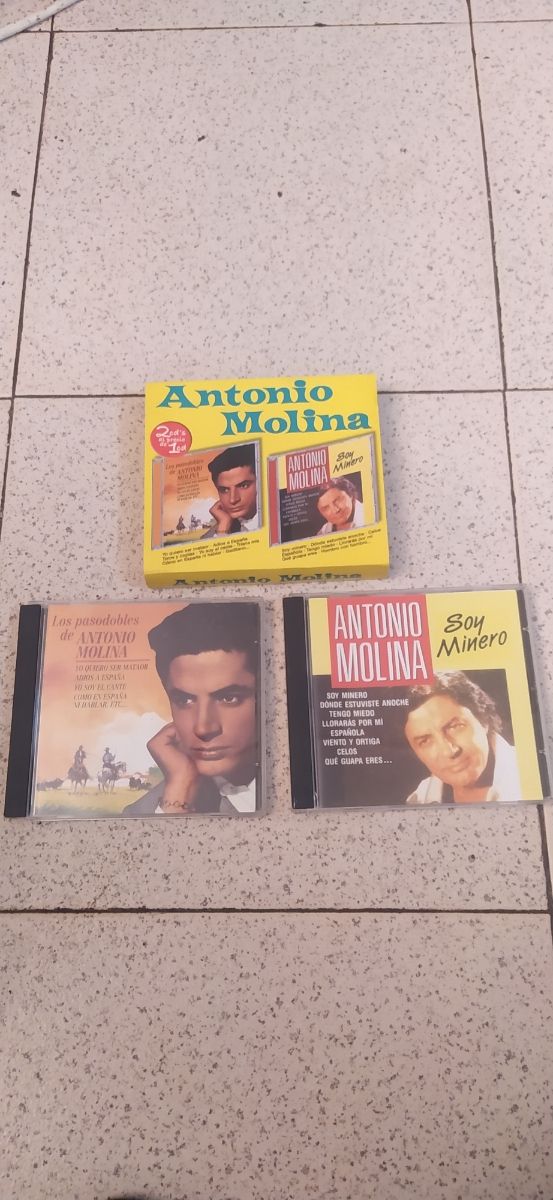 Antonio
Molina
2cd's
al precio
de 1cd
Los pasodobles
de ANTONIO
MOLINA
ANTONIO
MOLINA
Soy
Minero
Antonio Molina
Los pasodobles
de ANTONIO
MOLINA
YO QUIERO SER MATAOR
ADIOS A ESPAÑA
YO SOY EL CANTE
COMO EN ESPAÑA
NI HABLAR, ETC...
ANTONIO
MOLINA
Soy
Minero
SOY MINERO
DÓNDE ESTUVISTE ANOCHE
TENGO MIEDO
LLORARÁS POR MÍ
ESPAÑOLA
VIENTO Y ORTIGA
CELOS
QUÉ GUAPA ERES...